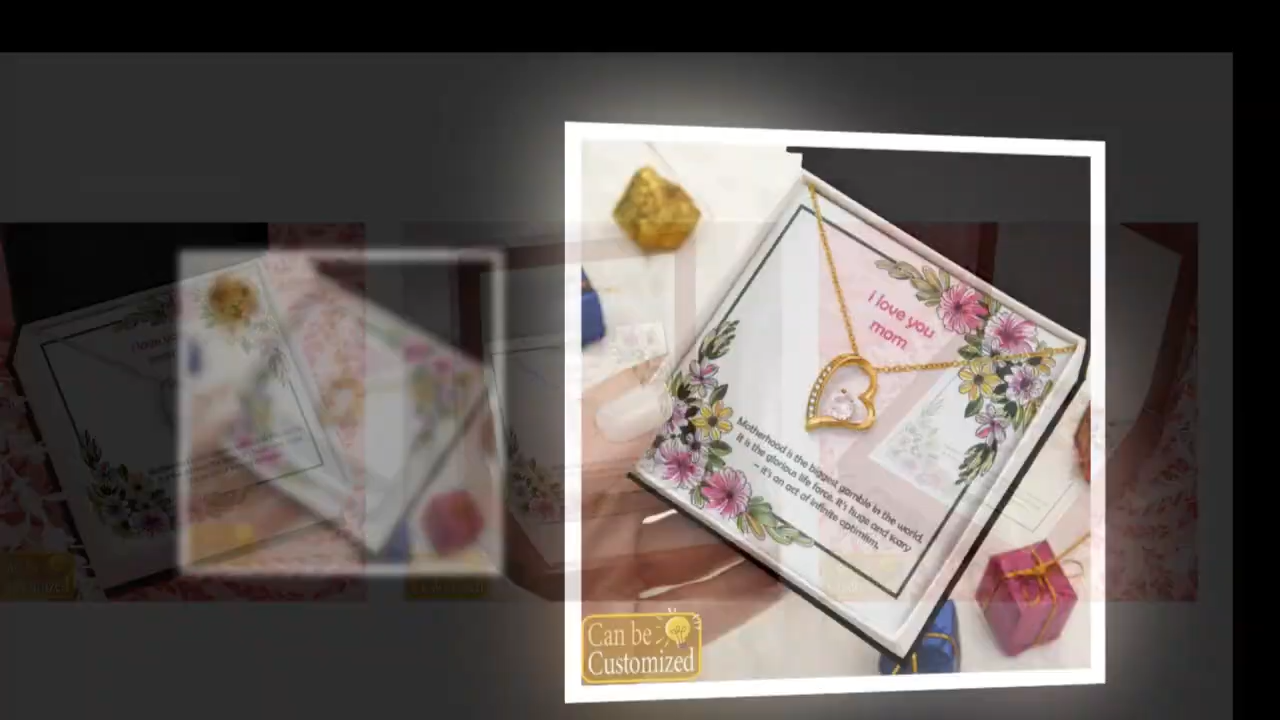 i love you
mom
Motherhood is the biggest gamble in the world.
It is the glorious life force. It's huge and scary
- it's an act of infinite optimism.
Can be
Customized